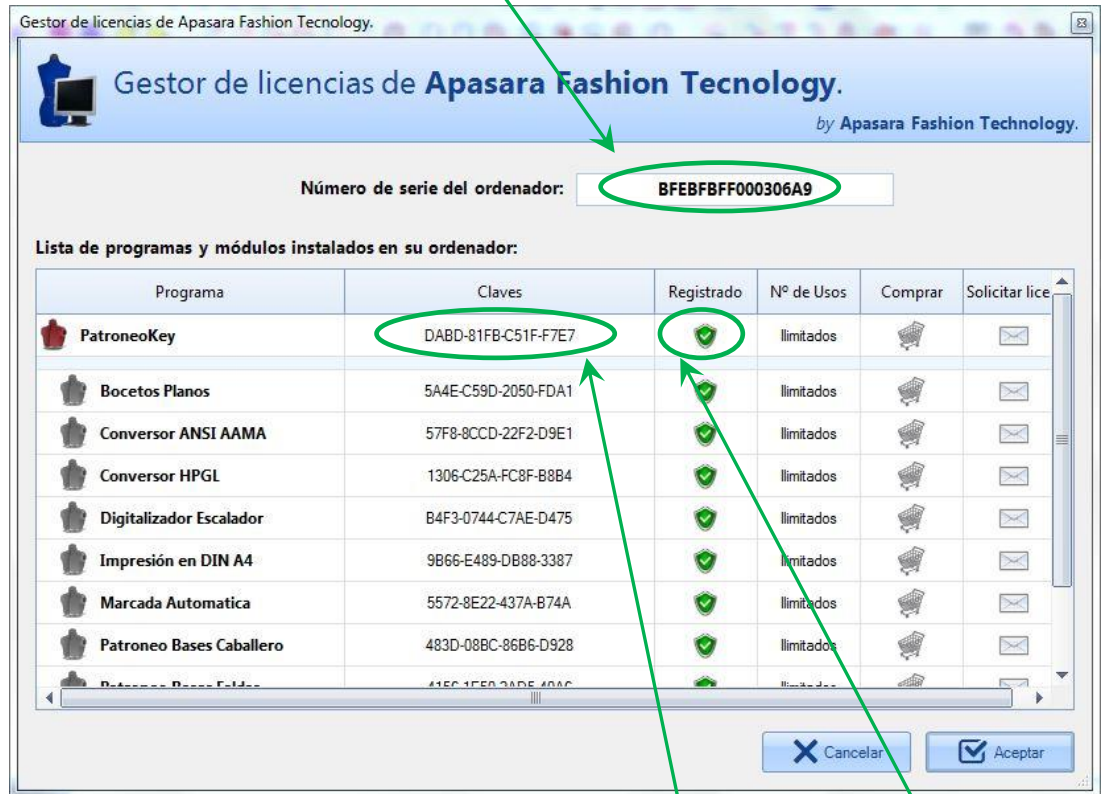 Gestor de licencias de Apasara Fashion Tecnology.
Gestor de licencias de Apasara Fashion Tecnology.
by Apasara Fashion Technology.
Número de serie del ordenador: BFEBFBFF000306A9
Lista de programas y módulos instalados en su ordenador:
Programa Claves Registrado Nº de Usos Comprar Solicitar lice
PatroneoKey DABD-81FB-C51F-F7E7 Ilimitados
Bocetos Planos 5A4E-C59D-2050-FDA1 Ilimitados
Conversor ANSI AAMA 57F8-8CCD-22F2-D9E1 Ilimitados
Conversor HPGL 1306-C25A-FC8F-B8B4 Ilimitados
Digitalizador Escalador B4F3-0744-C7AE-D475 Ilimitados
Impresión en DIN A4 9B66-E489-DB88-3387 Ilimitados
Marcada Automatica 5572-8E22-437A-B74A Ilimitados
Patroneo Bases Caballero 483D-08BC-86B6-D928 Ilimitados
Cancelar Aceptar